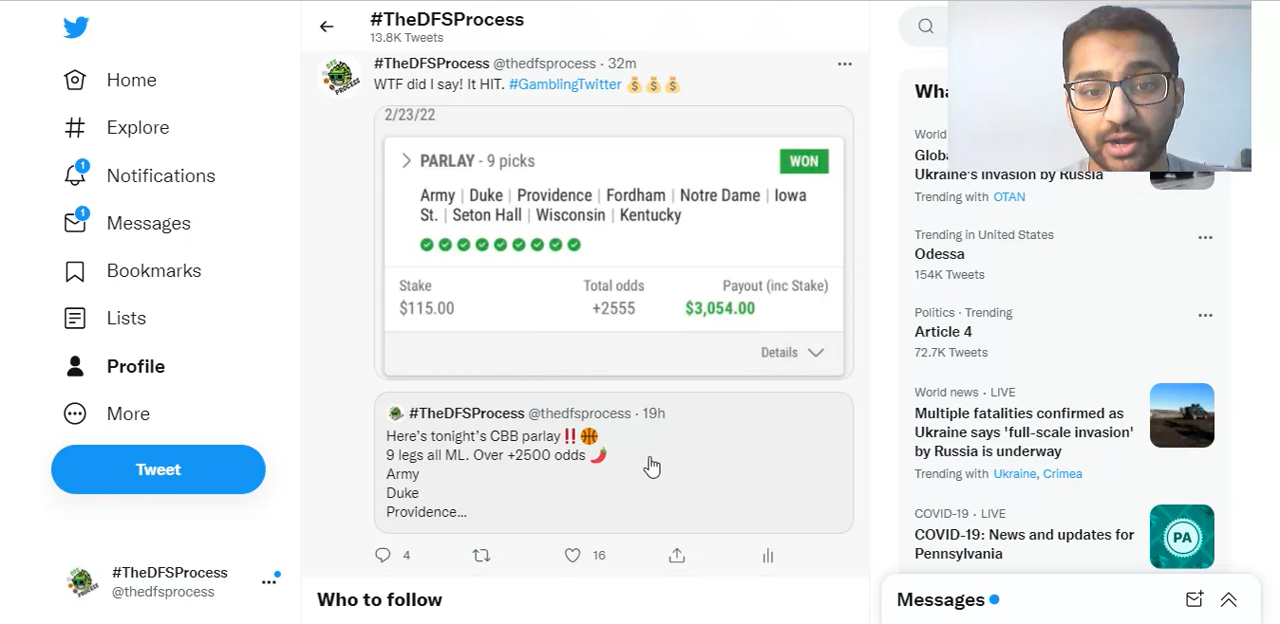 Home
Explore
1
Notifications
1
Messages
Bookmarks
Lists
Profile
More
Tweet
#TheDFSProcess
@thedfsprocess
#TheDFSProcess
13.8K Tweets
#TheDFSProcess @thedfsprocess · 32m
WTF did I say! It HIT. #GamblingTwitter 💰💰💰
2/23/22
PARLAY - 9 picks WON
Army | Duke | Providence | Fordham | Notre Dame | Iowa
St. | Seton Hall | Wisconsin | Kentucky
Stake Total odds Payout (inc Stake)
$115.00 +2555 $3,054.00
Details
#TheDFSProcess @thedfsprocess · 19h
Here's tonight's CBB parlay ‼️🏀
9 legs all ML. Over +2500 odds 🌶️
Army
Duke
Providence...
4 16
Who to follow
Wha
World
Globa
Ukraine's invasion by Russia
Trending with OTAN
Trending in United States
Odessa
154K Tweets
Politics · Trending
Article 4
72.7K Tweets
World news · LIVE
Multiple fatalities confirmed as
Ukraine says 'full-scale invasion'
by Russia is underway
Trending with Ukraine, Crimea
COVID-19 · LIVE
COVID-19: News and updates for
Pennsylvania
PA
Messages